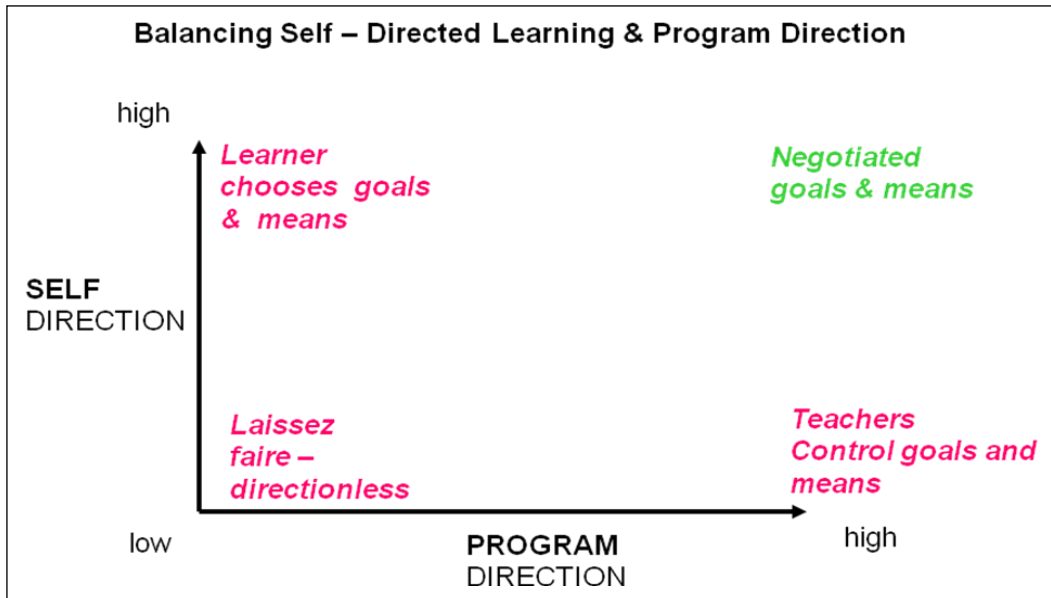 Balancing Self – Directed Learning & Program Direction
high
Learner
chooses goals
& means
Negotiated
goals & means
SELF
DIRECTION
Laissez
faire –
directionless
Teachers
Control goals and
means
low
PROGRAM
DIRECTION
high